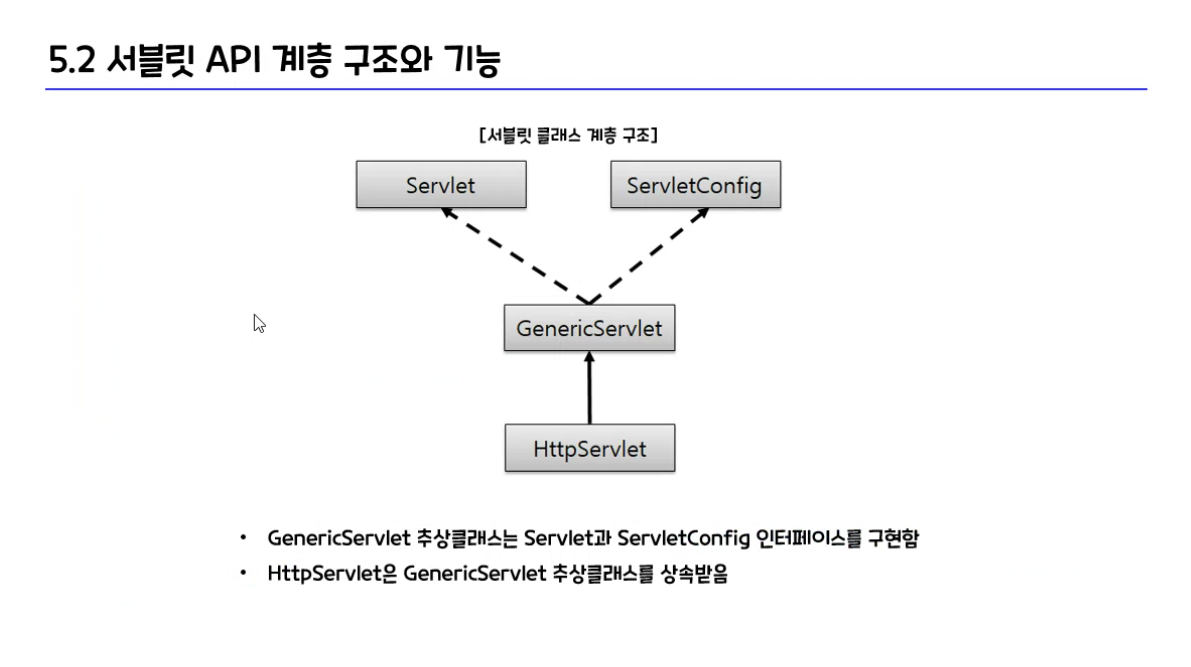 5.2 서블릿 API 계층 구조와 기능
[서블릿 클래스 계층 구조]
Servlet
ServletConfig
GenericServlet
HttpServlet
• GenericServlet 추상클래스는 Servlet과 ServletConfig 인터페이스를 구현함
• HttpServlet은 GenericServlet 추상클래스를 상속받음